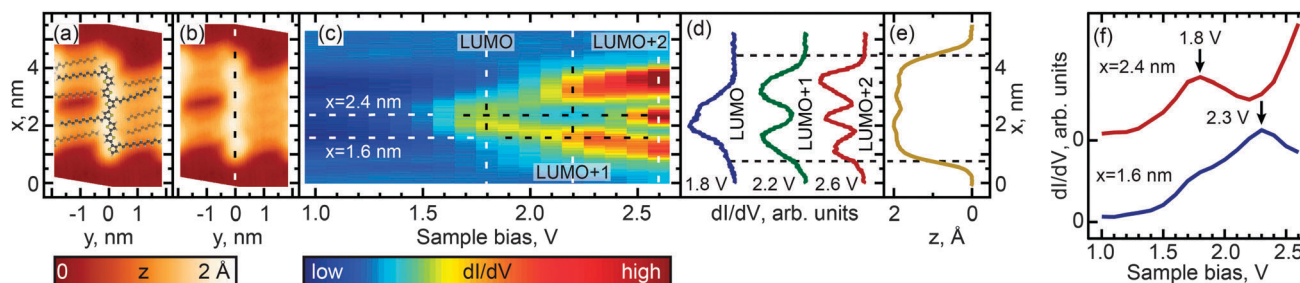 (a)
x, nm
4
2
0
-1 0 1
y, nm
(b)
-1 0 1
y, nm
0 z 2 Å
(c)
LUMO
LUMO+2
x=2.4 nm
x=1.6 nm
LUMO+1
1.0 1.5 2.0 2.5
Sample bias, V
low dI/dV high
(d)
LUMO
LUMO+1
LUMO+2
1.8 V 2.2 V 2.6 V
dI/dV, arb. units
(e)
4
2
0
x, nm
2 0
z, Å
(f)
1.8 V
x=2.4 nm
2.3 V
0
x=1.6 nm
0
dI/dV, arb. units
1.0 1.5 2.0 2.5
Sample bias, V